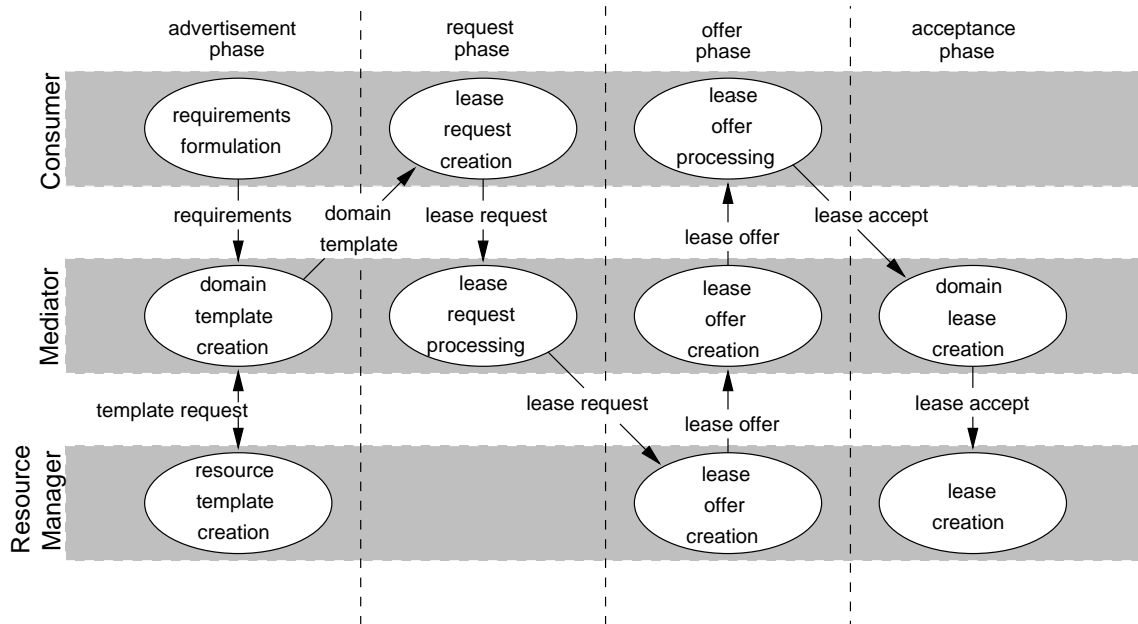 advertisement
phase
request
phase
offer
phase
acceptance
phase
Consumer
requirements
formulation
lease
request
creation
lease
offer
processing
requirements
domain
template
lease request
lease offer
lease accept
Mediator
domain
template
creation
lease
request
processing
lease
offer
creation
domain
lease
creation
template request
lease request
lease offer
lease accept
Resource
Manager
resource
template
creation
lease
offer
creation
lease
creation